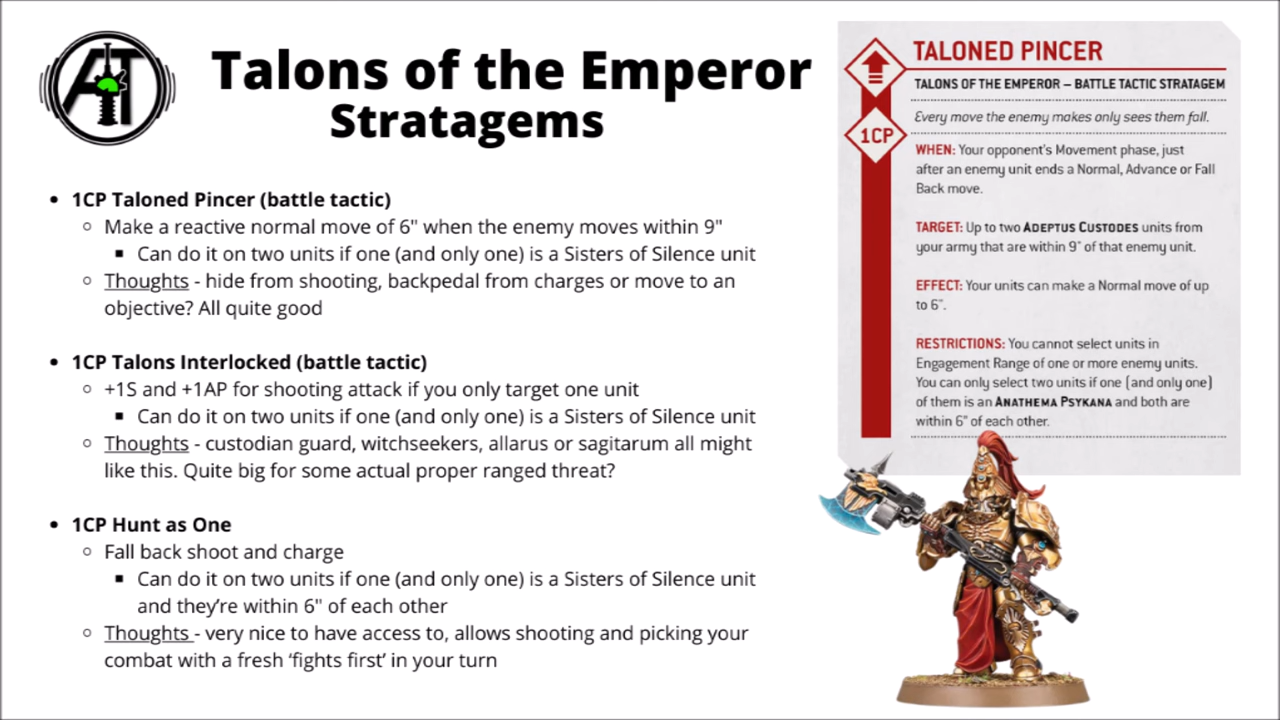 AT
Talons of the Emperor
Stratagems
• 1CP Taloned Pincer (battle tactic)
○ Make a reactive normal move of 6" when the enemy moves within 9"
■ Can do it on two units if one (and only one) is a Sisters of Silence unit
○ Thoughts - hide from shooting, backpedal from charges or move to an
objective? All quite good
• 1CP Talons Interlocked (battle tactic)
○ +1S and +1AP for shooting attack if you only target one unit
■ Can do it on two units if one (and only one) is a Sisters of Silence unit
○ Thoughts - custodian guard, witchseekers, allarus or sagitarum all might
like this. Quite big for some actual proper ranged threat?
• 1CP Hunt as One
○ Fall back shoot and charge
■ Can do it on two units if one (and only one) is a Sisters of Silence unit
and they're within 6" of each other
○ Thoughts - very nice to have access to, allows shooting and picking your
combat with a fresh 'fights first' in your turn
TALONED PINCER
TALONS OF THE EMPEROR – BATTLE TACTIC STRATAGEM
Every move the enemy makes only sees them fall.
1CP
WHEN: Your opponent's Movement phase, just
after an enemy unit ends a Normal, Advance or Fall
Back move.
TARGET: Up to two ADEPTUS CUSTODES units from
your army that are within 9" of that enemy unit.
EFFECT: Your units can make a Normal move of up
to 6".
RESTRICTIONS: You cannot select units in
Engagement Range of one or more enemy units.
You can only select two units if one (and only one)
of them is an ANATHEMA PSYKANA and both are
within 6" of each other.